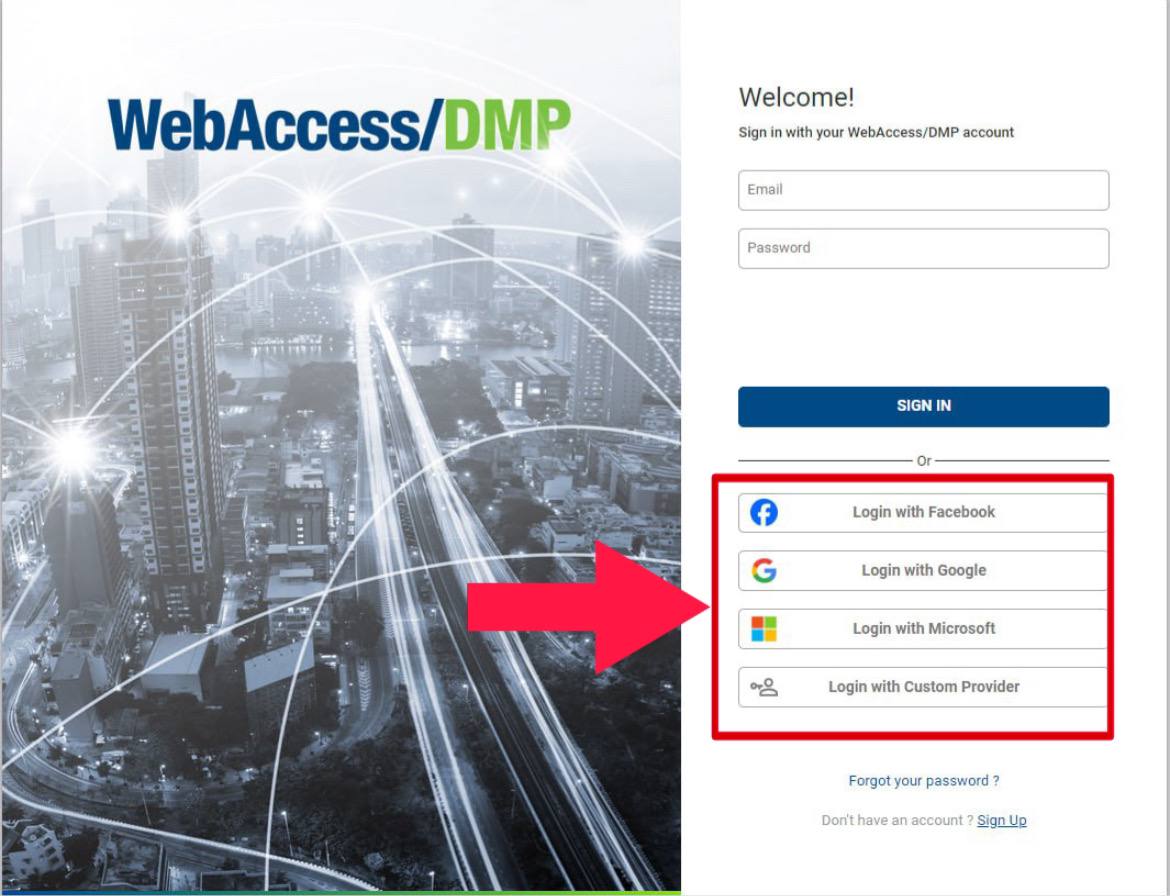 WebAccess/DMP
Welcome!
Sign in with your WebAccess/DMP account
Email
Password
SIGN IN
Or
Login with Facebook
Login with Google
Login with Microsoft
Login with Custom Provider
Forgot your password ?
Don't have an account ? Sign Up